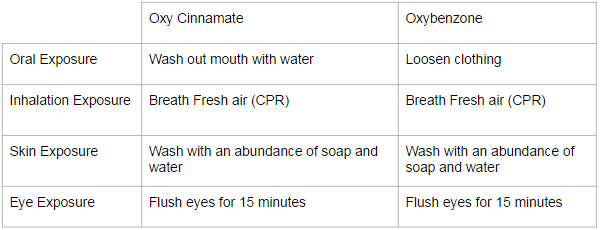 Oxy Cinnamate Oxybenzone
Oral Exposure Wash out mouth with water Loosen clothing
Inhalation Exposure Breath Fresh air (CPR) Breath Fresh air (CPR)
Skin Exposure Wash with an abundance of soap and Wash with an abundance of
water soap and water
Eye Exposure Flush eyes for 15 minutes Flush eyes for 15 minutes